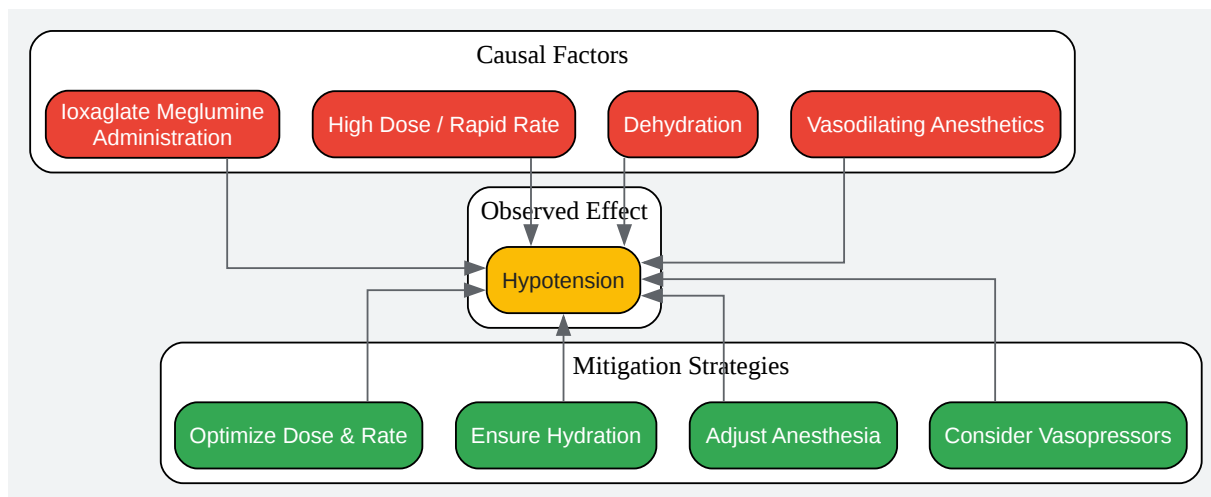 Causal Factors
Ioxaglate Meglumine
Administration
High Dose / Rapid Rate
Dehydration
Vasodilating Anesthetics
Observed Effect
Hypotension
Mitigation Strategies
Optimize Dose & Rate
Ensure Hydration
Adjust Anesthesia
Consider Vasopressors